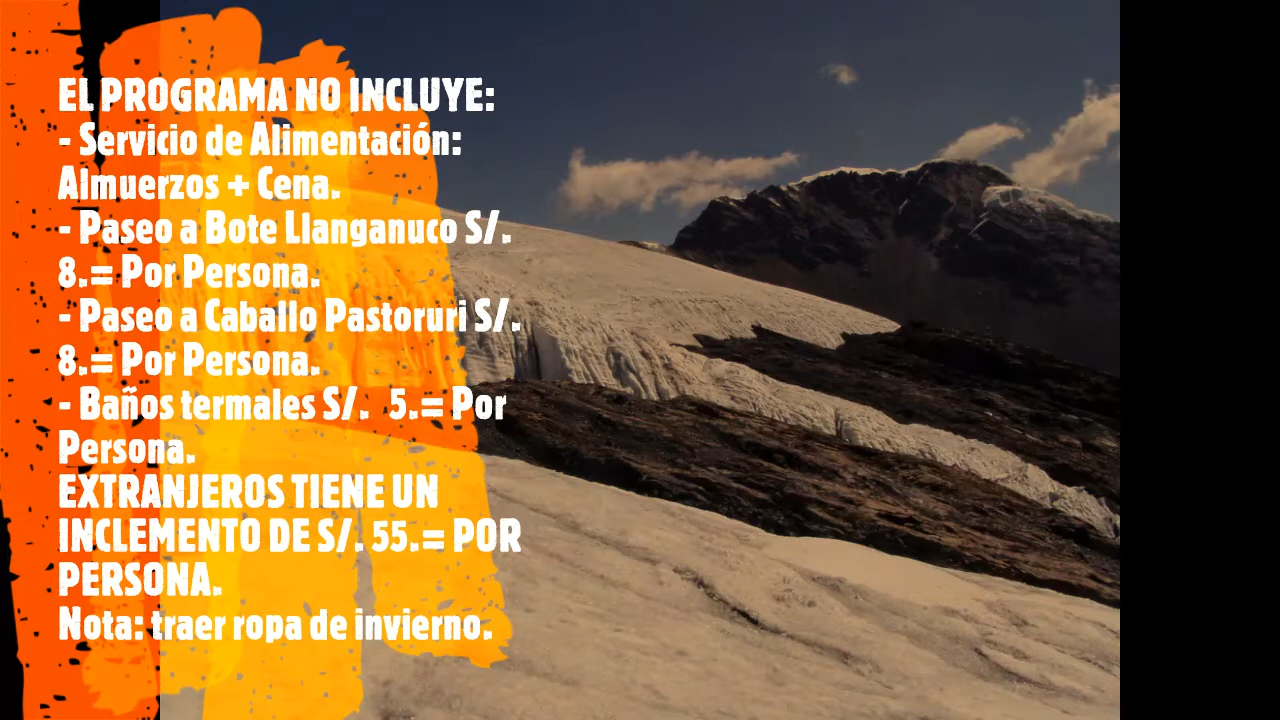 EL PROGRAMA NO INCLUYE:
- Servicio de Alimentación:
Almuerzos + Cena.
- Paseo a Bote Llanganuco S/.
8.= Por Persona.
- Paseo a Caballo Pastoruri S/.
8.= Por Persona.
- Baños termales S/.  5.= Por
Persona.
EXTRANJEROS TIENE UN
INCLEMENTO DE S/. 55.= POR
PERSONA.
Nota: traer ropa de invierno.